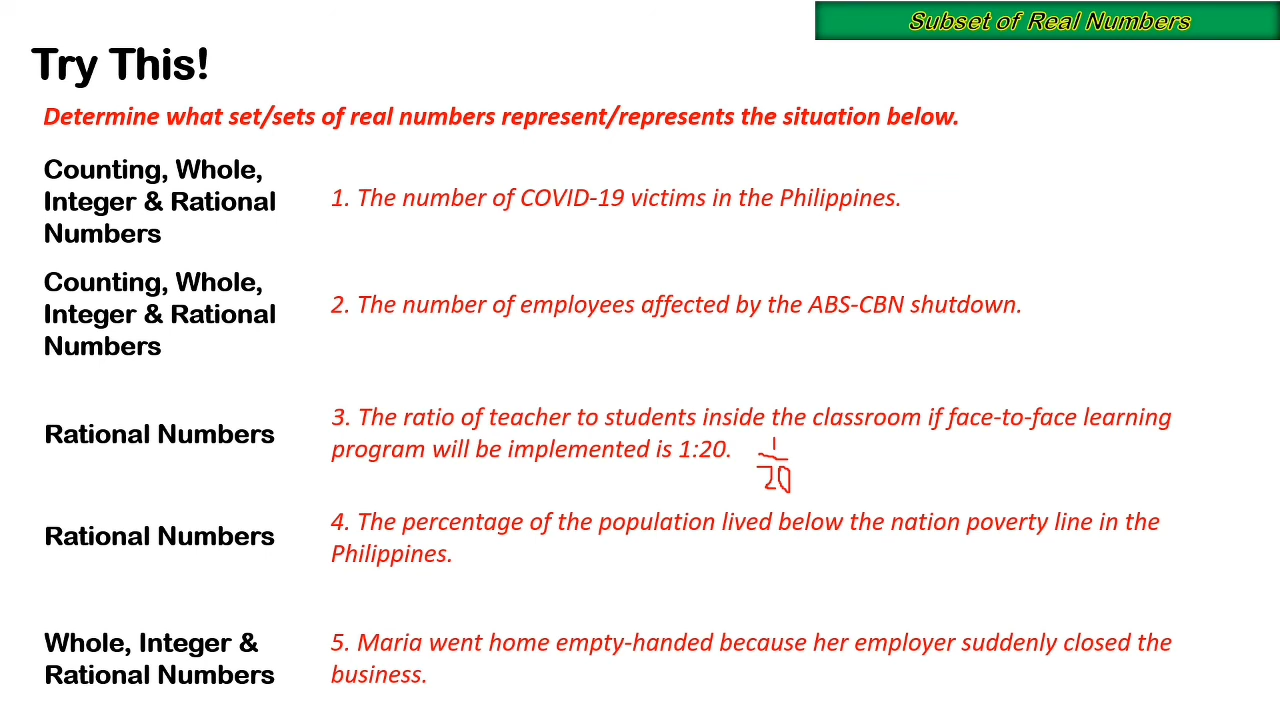 Subset of Real Numbers
Try This!
Determine what set/sets of real numbers represent/represents the situation below.
Counting, Whole,
Integer & Rational
Numbers
1. The number of COVID-19 victims in the Philippines.
Counting, Whole,
Integer & Rational
Numbers
2. The number of employees affected by the ABS-CBN shutdown.
Rational Numbers
3. The ratio of teacher to students inside the classroom if face-to-face learning
program will be implemented is 1:20.
1
20
Rational Numbers
4. The percentage of the population lived below the nation poverty line in the
Philippines.
Whole, Integer &
Rational Numbers
5. Maria went home empty-handed because her employer suddenly closed the
business.